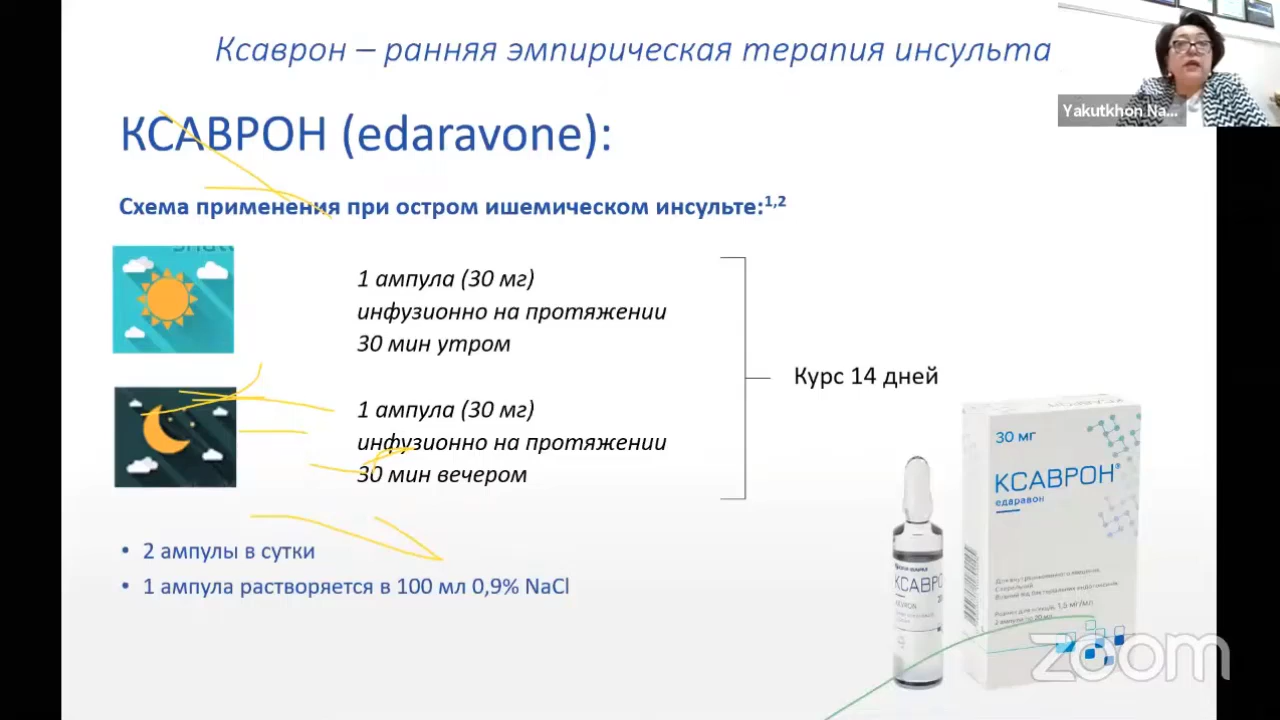 Ксаврон – ранняя эмпирическая терапия инсульта
Yakutkhon Na...
КСАВРОН (edaravone):
Схема применения при остром ишемическом инсульте:1,2
1 ампула (30 мг)
инфузионно на протяжении
30 мин утром
1 ампула (30 мг)
инфузионно на протяжении
30 мин вечером
Курс 14 дней
2 ампулы в сутки
1 ампула растворяется в 100 мл 0,9% NaCl
30 мг
КСАВРОН®
едаравон
КСАВРО
zoom